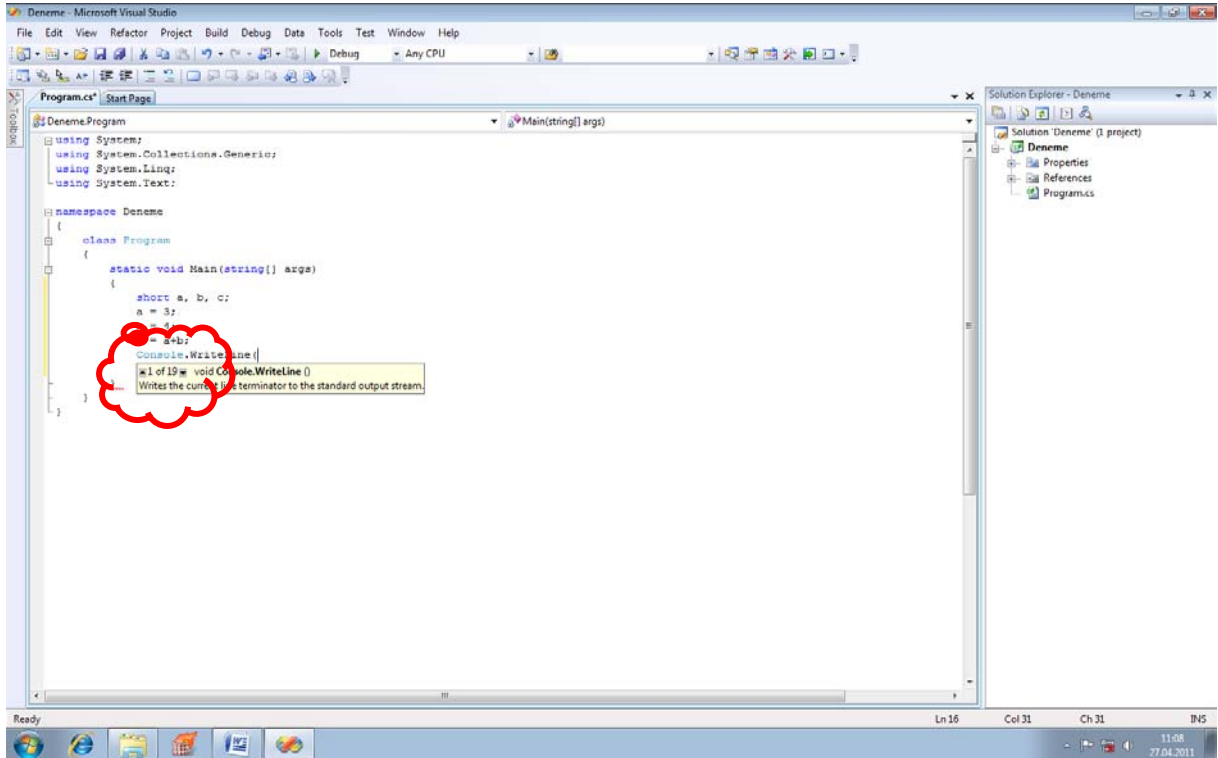 Deneme - Microsoft Visual Studio
File Edit View Refactor Project Build Debug Data Tools Test Window Help
Debug Any CPU
Toolbox
Program.cs* Start Page
Deneme.Program Main(string[] args)
using System;
using System.Collections.Generic;
using System.Linq;
using System.Text;
namespace Deneme
{
class Program
{
static void Main(string[] args)
{
short a, b, c;
a = 3;
= 4;
= a+b;
Console.WriteLine(
1 of 19 void Console.WriteLine ()
Writes the current line terminator to the standard output stream.
}
}
Solution Explorer - Deneme
Solution 'Deneme' (1 project)
Deneme
Properties
References
Program.cs
Ready Ln 16 Col 31 Ch 31 INS
11:08
27.04.2011